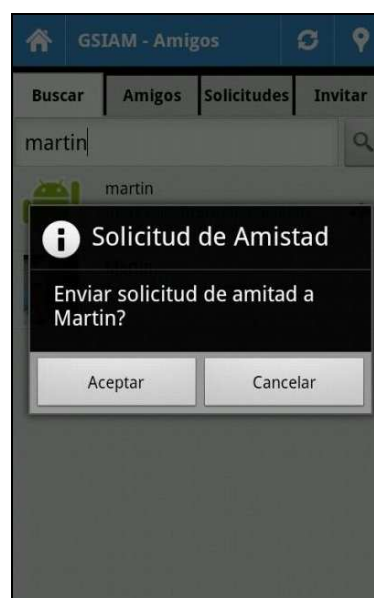 GSIAM - Amigos
Buscar Amigos Solicitudes Invitar
martin
martin
Solicitud de Amistad
Enviar solicitud de amitad a
Martin?
Aceptar Cancelar